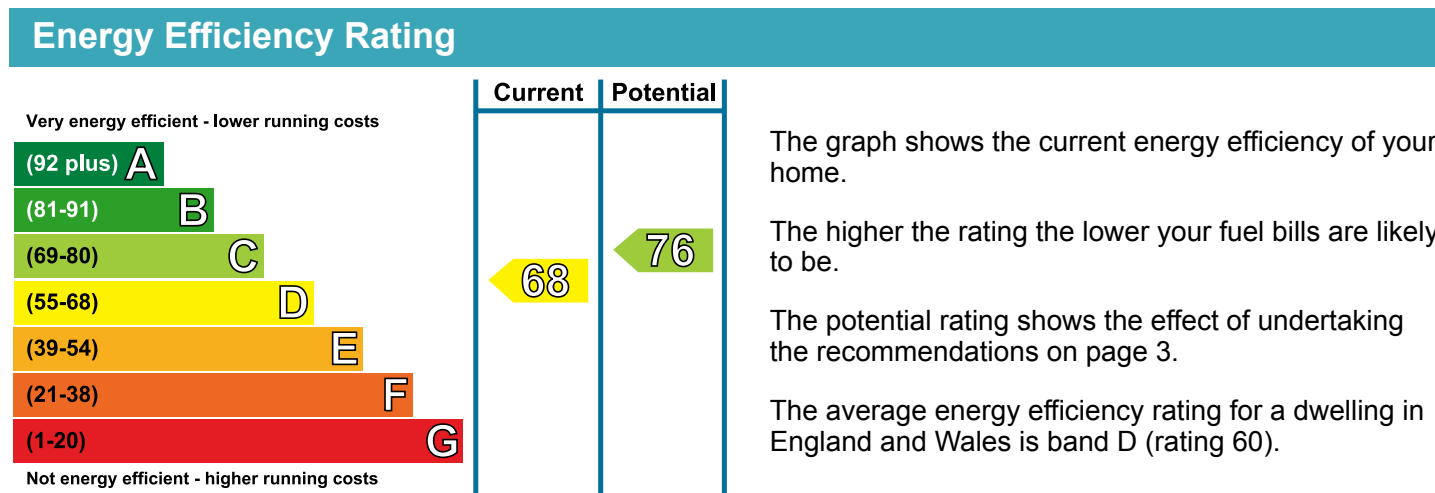 Energy Efficiency Rating
Current Potential
Very energy efficient - lower running costs
(92 plus) A
(81-91) B
(69-80) C
(55-68) D
(39-54) E
(21-38) F
(1-20) G
Not energy efficient - higher running costs
68
76
The graph shows the current energy efficiency of your
home.
The higher the rating the lower your fuel bills are likely
to be.
The potential rating shows the effect of undertaking
the recommendations on page 3.
The average energy efficiency rating for a dwelling in
England and Wales is band D (rating 60).